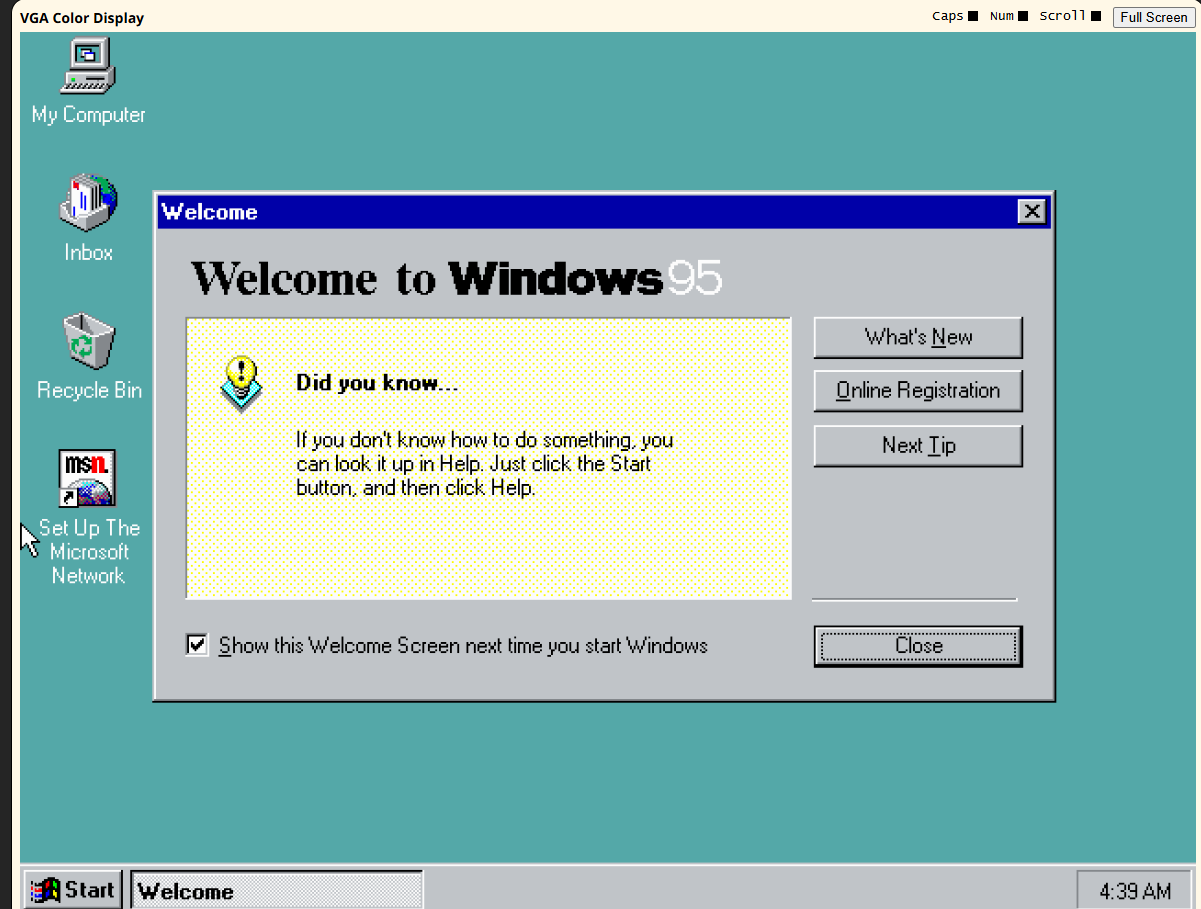 VGA Color Display
Caps Num Scroll Full Screen
My Computer
Inbox
Recycle Bin
msn.
Set Up The
Microsoft
Network
Welcome
Welcome to Windows 95
Did you know...
If you don't know how to do something, you
can look it up in Help. Just click the Start
button, and then click Help.
What's New
Online Registration
Next Tip
Show this Welcome Screen next time you start Windows
Close
Start
Welcome
4:39 AM